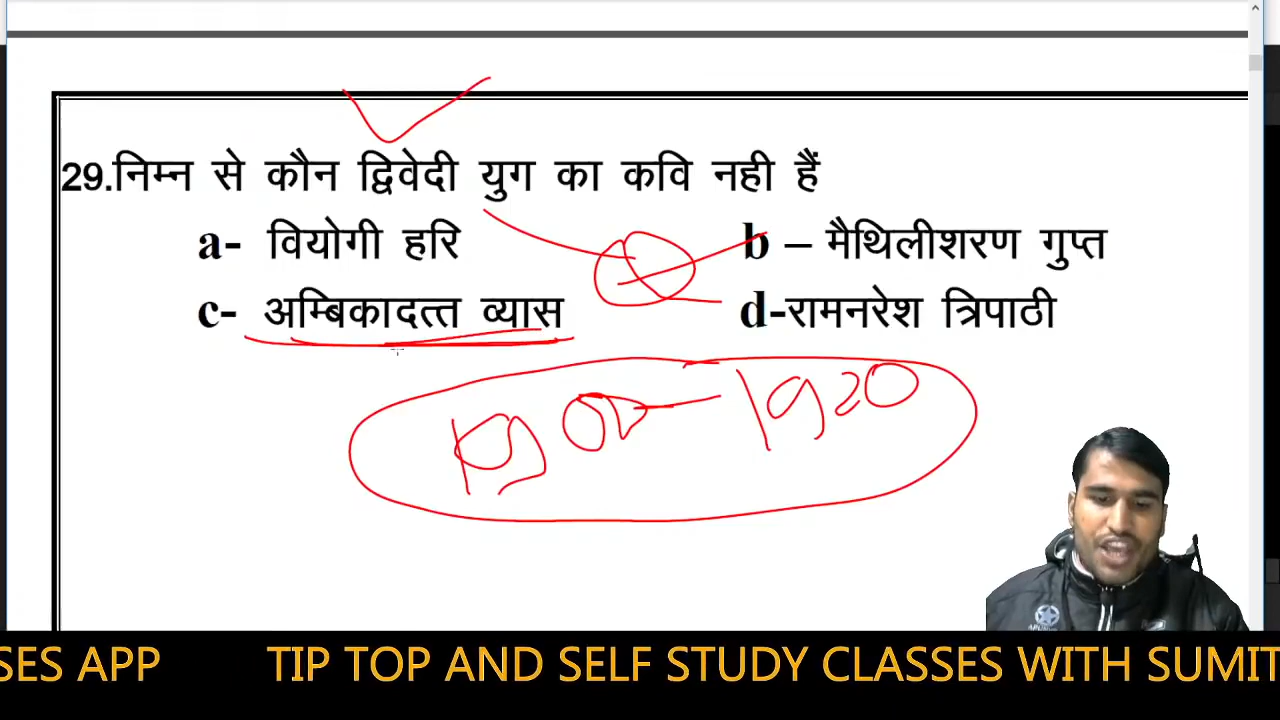 29.निम्न से कौन द्विवेदी युग का कवि नही हैं
a- वियोगी हरि b – मैथिलीशरण गुप्त
c- अम्बिकादत्त व्यास d-रामनरेश त्रिपाठी
1900-1920
SES APP TIP TOP AND SELF STUDY CLASSES WITH SUMIT